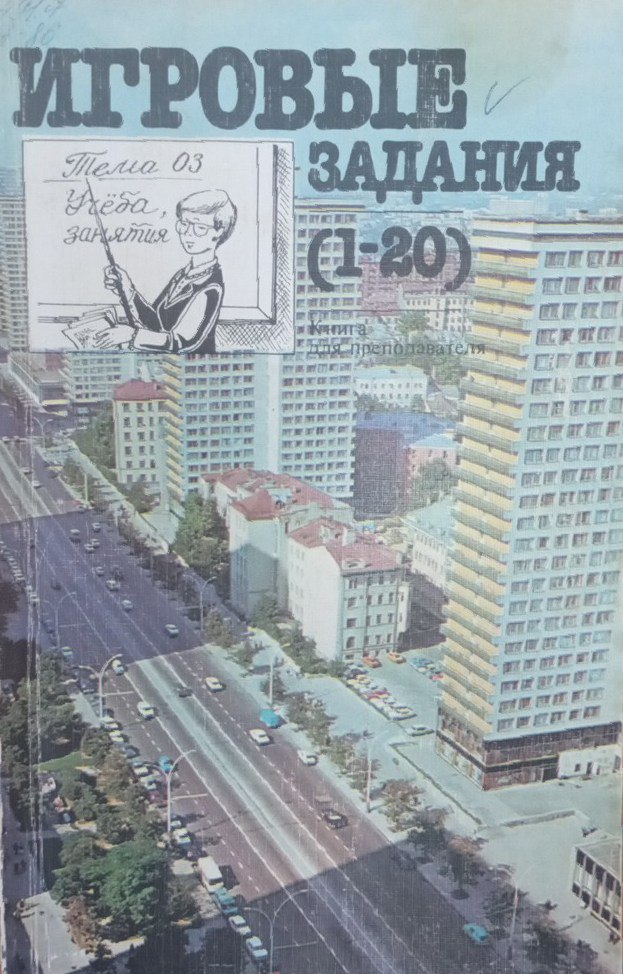 ИГРОВЫЕ
ЗАДАНИЯ
(1-20)
Тема 03
Учёба,
занятия
Книга
для преподавателя